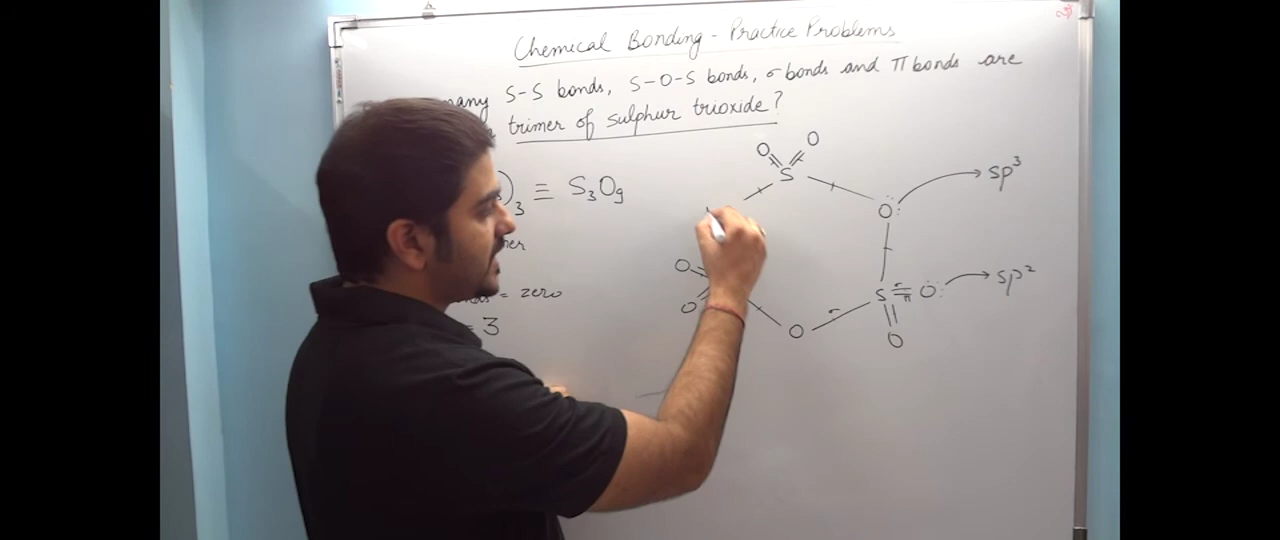 Chemical Bonding - Practice Problems
many S-S bonds, S-O-S bonds, σ bonds and π bonds are
trimer of sulphur trioxide?
)₃ ≡ S₃O₉
= zero
= 3
O O
S
sp³
O:
O
O
S σ π O:
sp²
σ
O
O